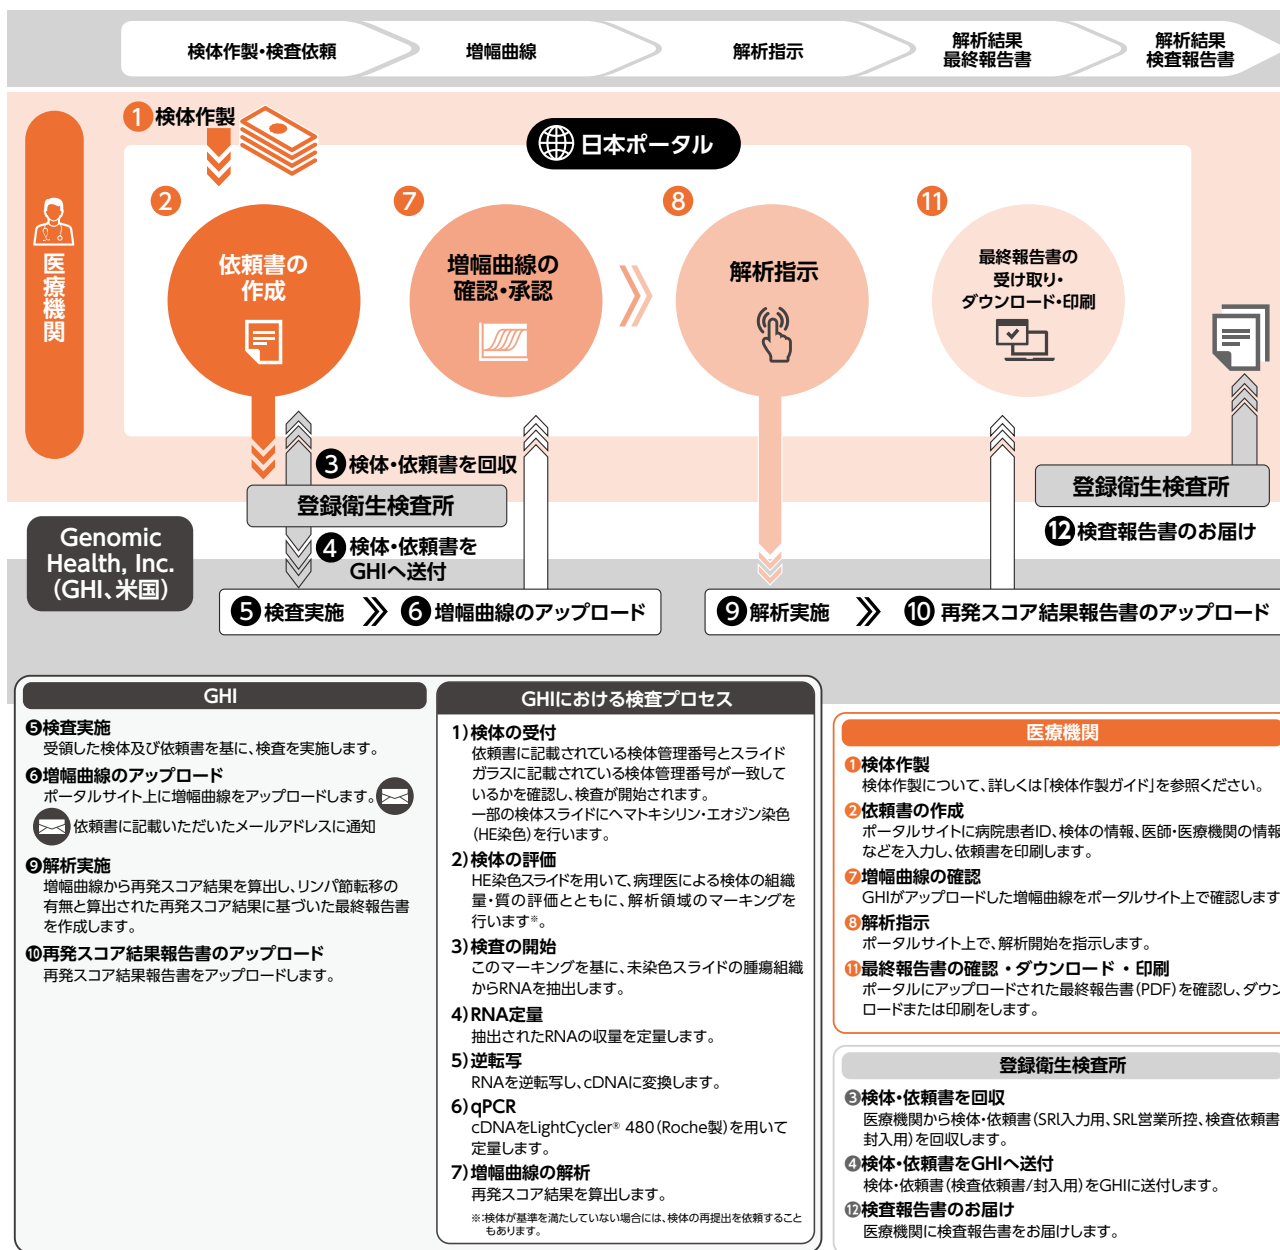 検体作製・検査依頼
増幅曲線
解析指示
解析結果
最終報告書
解析結果
検査報告書
医療機関
1 検体作製
日本ポータル
2
依頼書の
作成
7
増幅曲線の
確認・承認
8
解析指示
11
最終報告書の
受け取り・
ダウンロード・印刷
❸検体・依頼書を回収
登録衛生検査所
❹検体・依頼書を
GHIへ送付
登録衛生検査所
⓬検査報告書のお届け
Genomic
Health, Inc.
(GHI、米国)
❺検査実施
❻増幅曲線のアップロード
❾解析実施
❿再発スコア結果報告書のアップロード
GHI
❺検査実施
受領した検体及び依頼書を基に、検査を実施します。
❻増幅曲線のアップロード
ポータルサイト上に増幅曲線をアップロードします。
依頼書に記載いただいたメールアドレスに通知
❾解析実施
増幅曲線から再発スコア結果を算出し、リンパ節転移の
有無と算出された再発スコア結果に基づいた最終報告書
を作成します。
❿再発スコア結果報告書のアップロード
再発スコア結果報告書をアップロードします。
GHIにおける検査プロセス
1)検体の受付
依頼書に記載されている検体管理番号とスライド
ガラスに記載されている検体管理番号が一致して
いるかを確認し、検査が開始されます。
一部の検体スライドにヘマトキシリン・エオジン染色
(HE染色)を行います。
2)検体の評価
HE染色スライドを用いて、病理医による検体の組織
量・質の評価とともに、解析領域のマーキングを
行います※。
3)検査の開始
このマーキングを基に、未染色スライドの腫瘍組織
からRNAを抽出します。
4)RNA定量
抽出されたRNAの収量を定量します。
5)逆転写
RNAを逆転写し、cDNAに変換します。
6)qPCR
cDNAをLightCycler® 480(Roche製)を用いて
定量します。
7)増幅曲線の解析
再発スコア結果を算出します。
※:検体が基準を満たしていない場合には、検体の再提出を依頼すること
もあります。
医療機関
❶検体作製
検体作製について、詳しくは「検体作製ガイド」を参照ください。
❷依頼書の作成
ポータルサイトに病院患者ID、検体の情報、医師・医療機関の情報
などを入力し、依頼書を印刷します。
❼増幅曲線の確認
GHIがアップロードした増幅曲線をポータルサイト上で確認します
❽解析指示
ポータルサイト上で、解析開始を指示します。
⓫最終報告書の確認 ・ダウンロード ・ 印刷
ポータルにアップロードされた最終報告書(PDF)を確認し、ダウン
ロードまたは印刷をします。
登録衛生検査所
❸検体・依頼書を回収
医療機関から検体・依頼書(SRL入力用、SRL営業所控、検査依頼書
封入用)を回収します。
❹検体・依頼書をGHIへ送付
検体・依頼書(検査依頼書/封入用)をGHIに送付します。
⓬検査報告書のお届け
医療機関に検査報告書をお届けします。